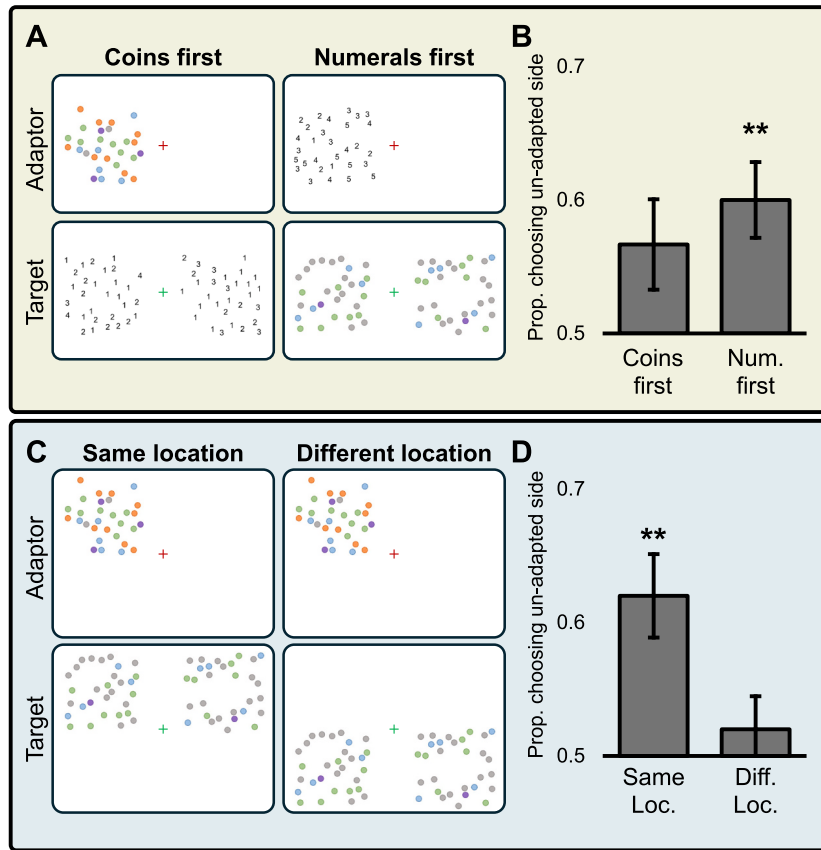 A
Coins first
Numerals first
Adaptor
Target
B
Prop. choosing un-adapted side
0.7
**
0.6
0.5
Coins
first
Num.
first
C
Same location
Different location
Adaptor
Target
D
Prop. choosing un-adapted side
0.7
**
0.6
0.5
Same
Loc.
Diff.
Loc.